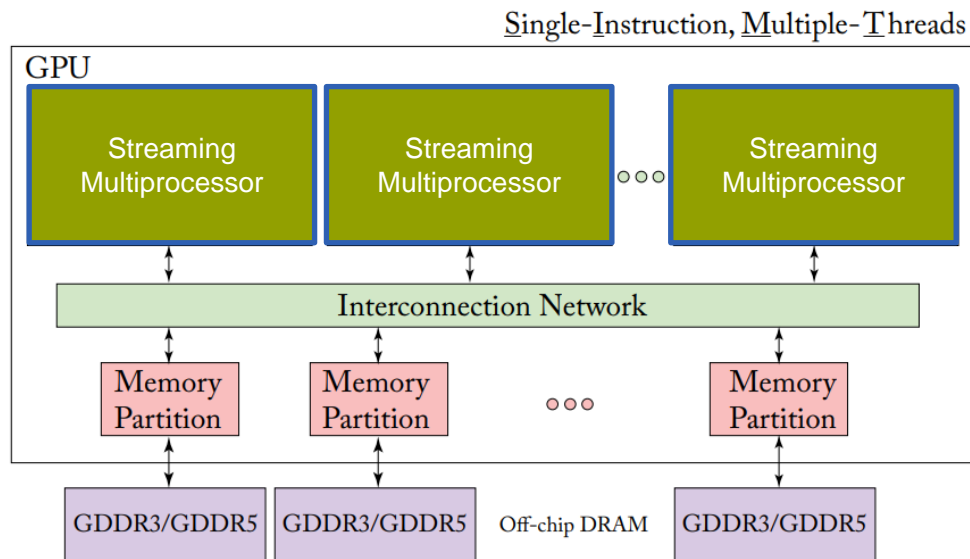 Single-Instruction, Multiple-Threads
GPU
Streaming
Multiprocessor
Streaming
Multiprocessor
Streaming
Multiprocessor
Interconnection Network
Memory
Partition
Memory
Partition
Memory
Partition
GDDR3/GDDR5
GDDR3/GDDR5
Off-chip DRAM
GDDR3/GDDR5